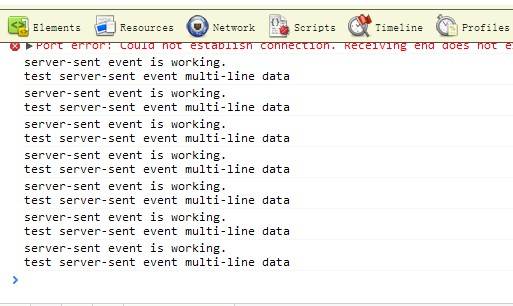 Elements Resources Network Scripts Timeline Profiles
Port error: Could not establish connection. Receiving end does not
server-sent event is working.
test server-sent event multi-line data
server-sent event is working.
test server-sent event multi-line data
server-sent event is working.
test server-sent event multi-line data
server-sent event is working.
test server-sent event multi-line data
server-sent event is working.
test server-sent event multi-line data
server-sent event is working.
test server-sent event multi-line data
server-sent event is working.
test server-sent event multi-line data
>